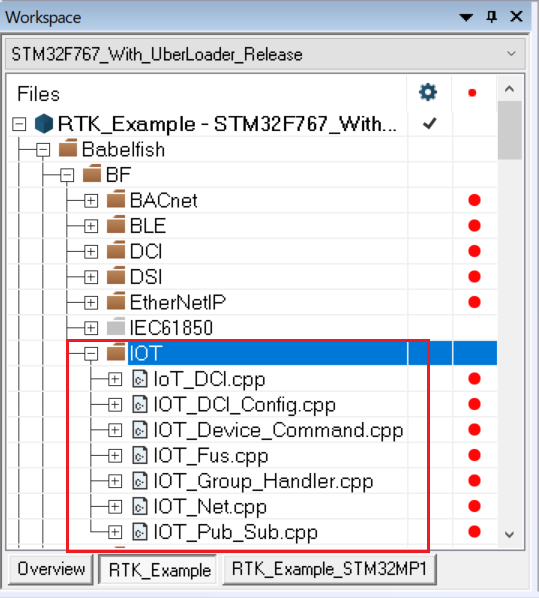 Workspace
STM32F767_With_UberLoader_Release
Files
RTK_Example - STM32F767_With...
Babelfish
BF
BACnet
BLE
DCI
DSI
EtherNetIP
IEC61850
IOT
IoT_DCI.cpp
IOT_DCI_Config.cpp
IOT_Device_Command.cpp
IOT_Fus.cpp
IOT_Group_Handler.cpp
IOT_Net.cpp
IOT_Pub_Sub.cpp
Overview RTK_Example RTK_Example_STM32MP1